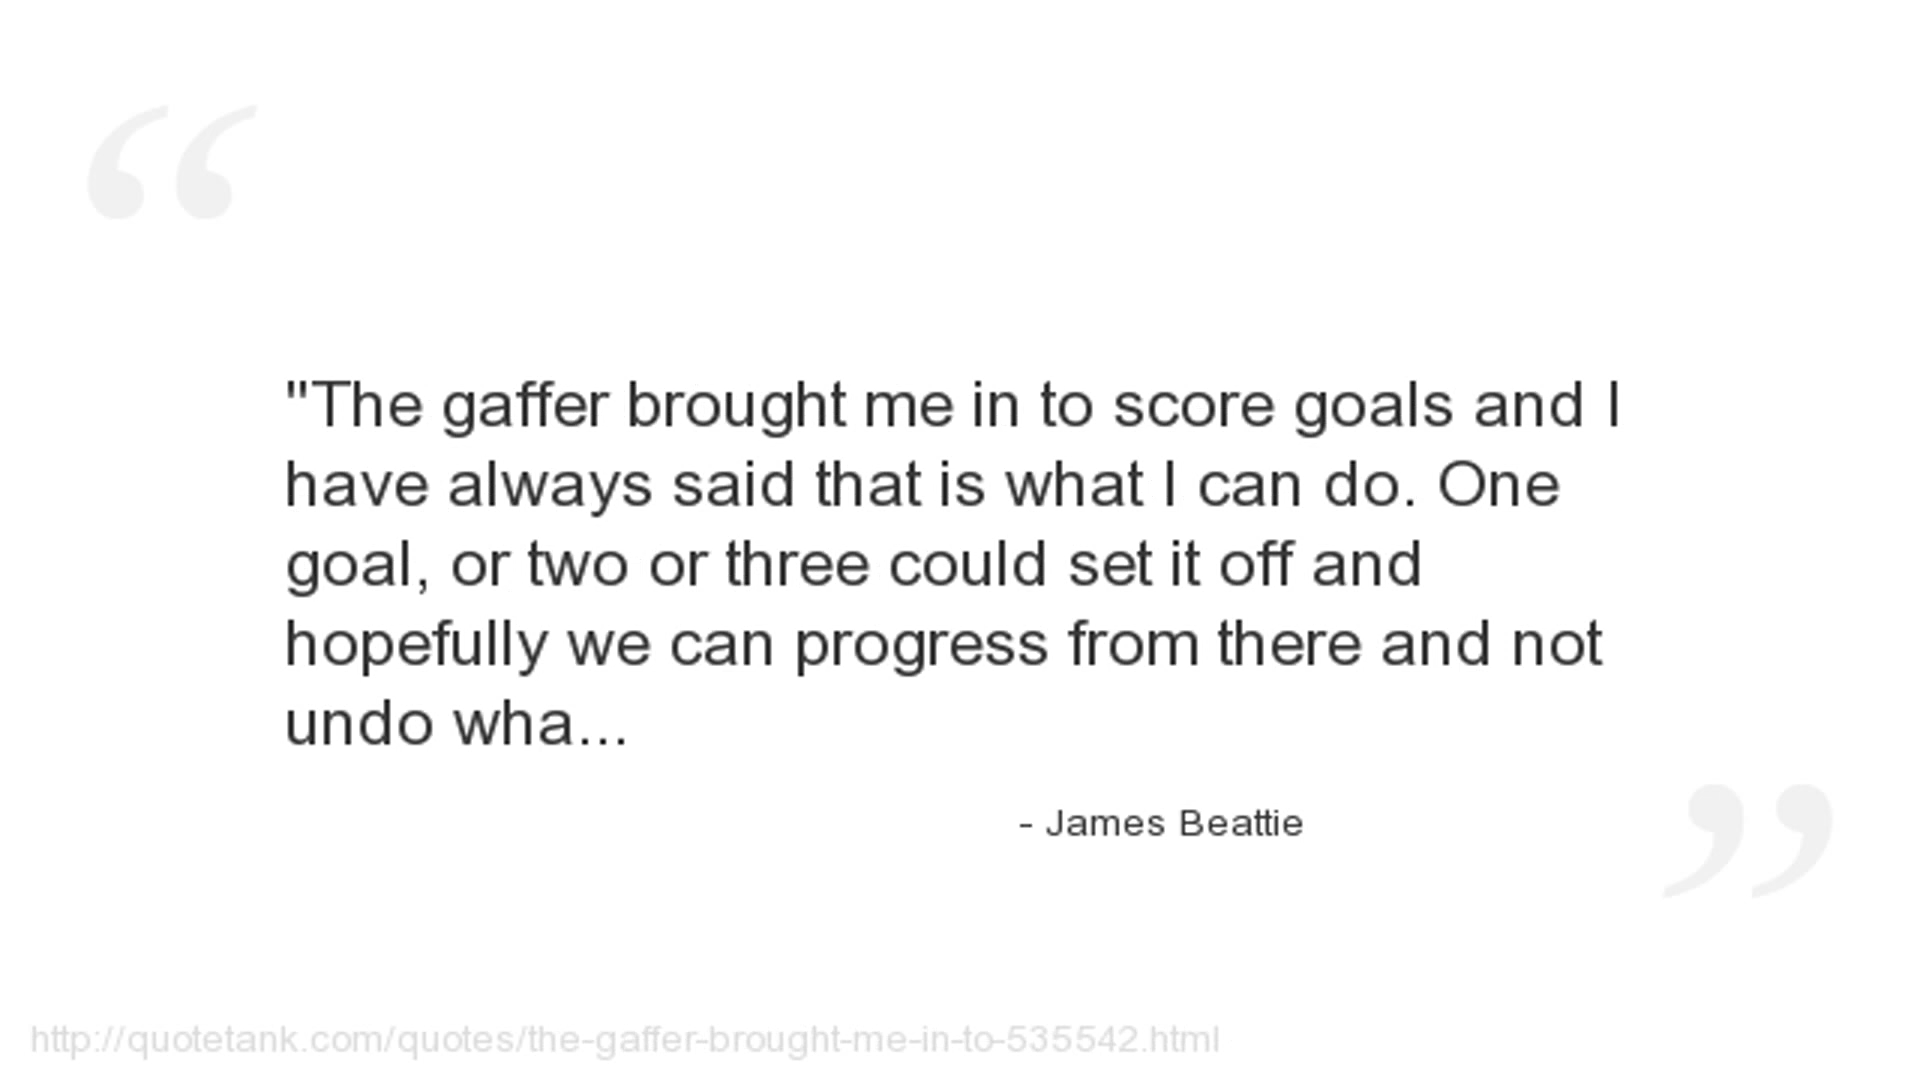 "The gaffer brought me in to score goals and I
have always said that is what I can do. One
goal, or two or three could set it off and
hopefully we can progress from there and not
undo wha...
- James Beattie
http://quotetank.com/quotes/the-gaffer-brought-me-in-to-535542.html